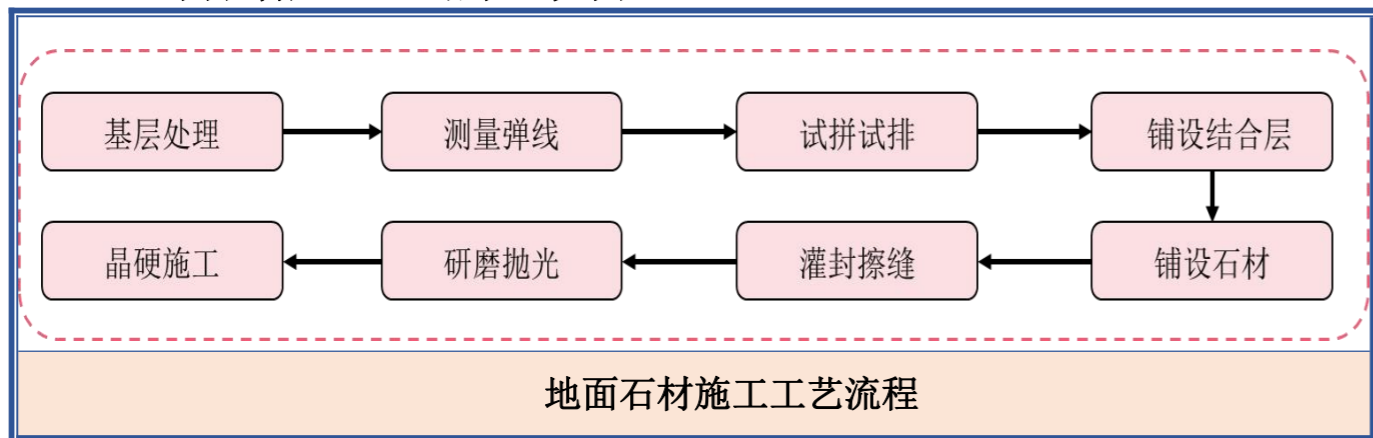 基层处理
测量弹线
试拼试排
铺设结合层
晶硬施工
研磨抛光
灌封擦缝
铺设石材
地面石材施工工艺流程